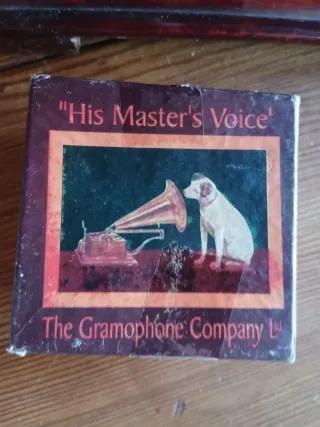 "His Master's Voice'
The Gramophone Company Ltd